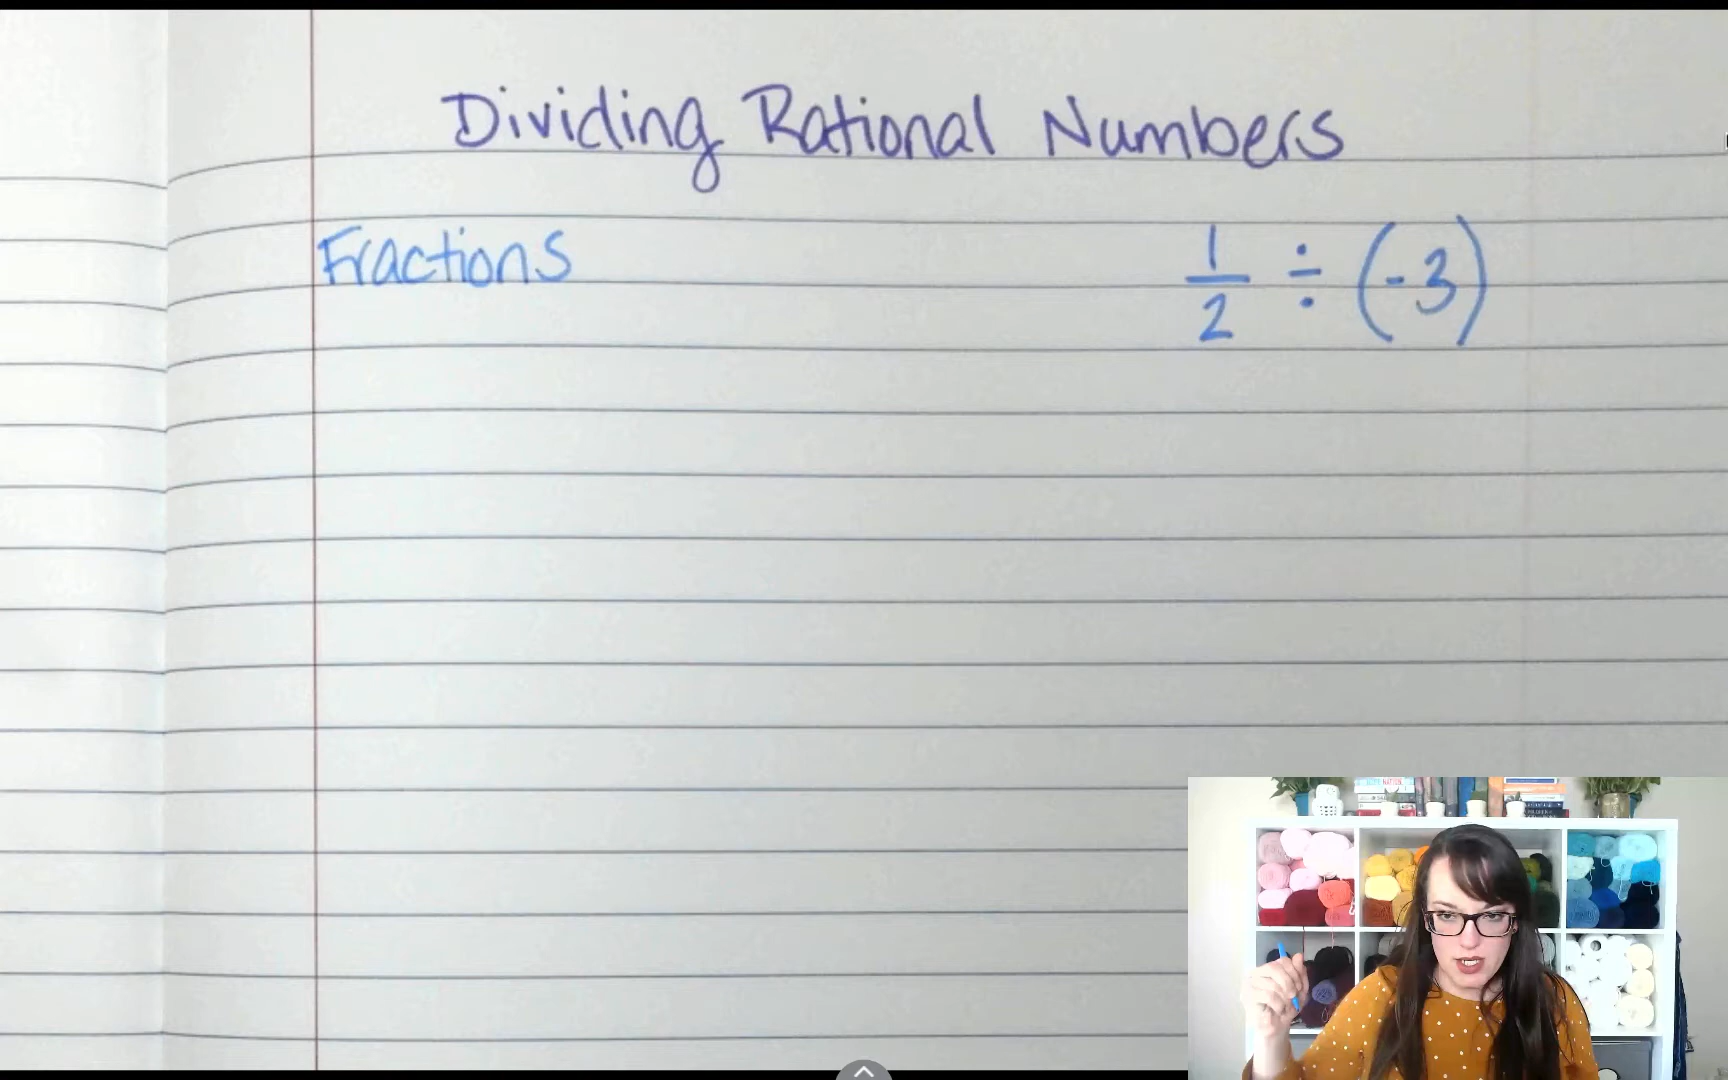 Dividing Rational Numbers
Fractions
1/2 ÷ (-3)